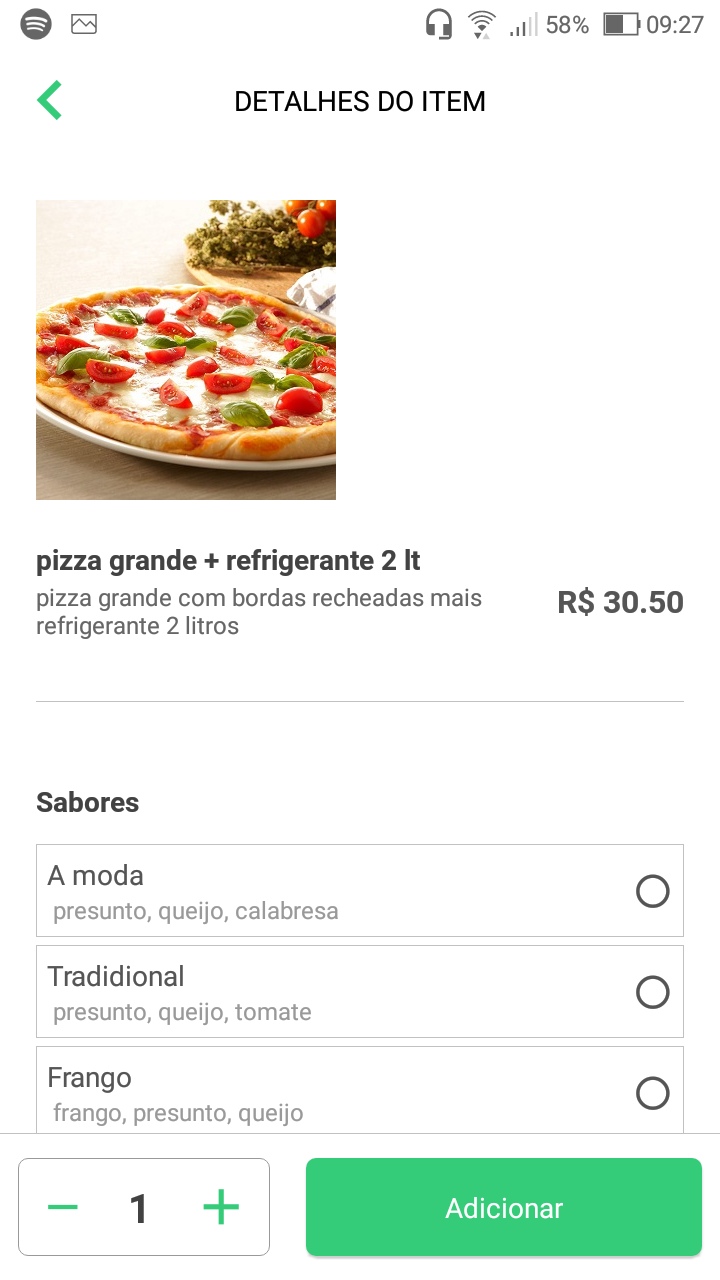 58% 09:27
DETALHES DO ITEM
pizza grande + refrigerante 2 lt
pizza grande com bordas recheadas mais
refrigerante 2 litros
R$ 30.50
Sabores
A moda
presunto, queijo, calabresa
Tradidional
presunto, queijo, tomate
Frango
frango, presunto, queijo
1
Adicionar